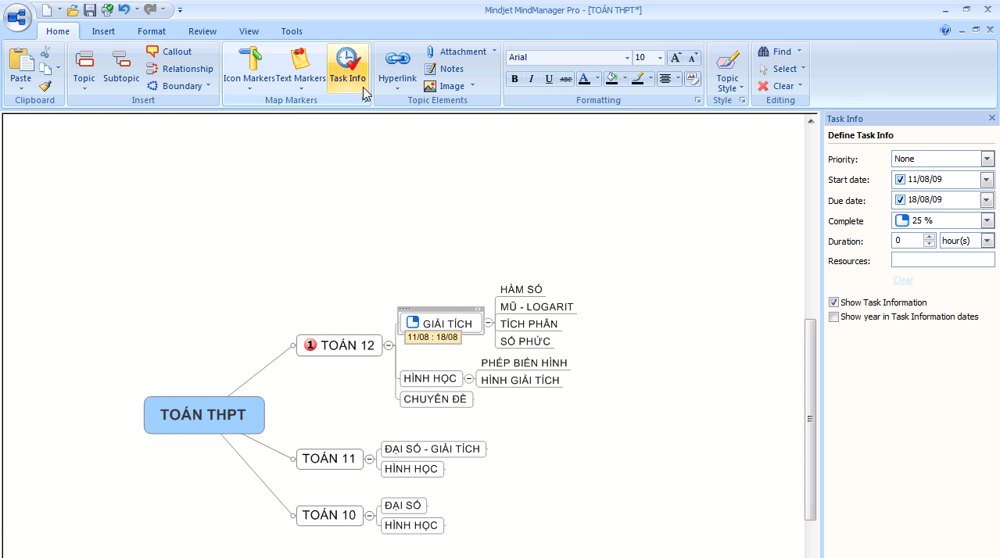 Mindjet MindManager Pro - [TOÁN THPT*]
Home Insert Format Review View Tools
Paste
Clipboard
Topic Subtopic
Callout
Relationship
Boundary
Insert
Icon Markers Text Markers Task Info
Map Markers
Hyperlink
Attachment
Notes
Image
Topic Elements
Arial 10 A A
B I U ABC A
Formatting
Topic
Style
Style
Find
Select
Clear
Editing
Task Info
Define Task Info
Priority: None
Start date: 11/08/09
Due date: 18/08/09
Complete 25 %
Duration: 0 hour(s)
Resources:
Clear
Show Task Information
Show year in Task Information dates
TOÁN THPT
1 TOÁN 12
GIẢI TÍCH
11/08 : 18/08
HÀM SỐ
MŨ - LOGARIT
TÍCH PHÂN
SỐ PHỨC
HÌNH HỌC
PHÉP BIẾN HÌNH
HÌNH GIẢI TÍCH
CHUYÊN ĐỀ
TOÁN 11
ĐẠI SỐ - GIẢI TÍCH
HÌNH HỌC
TOÁN 10
ĐẠI SỐ
HÌNH HỌC